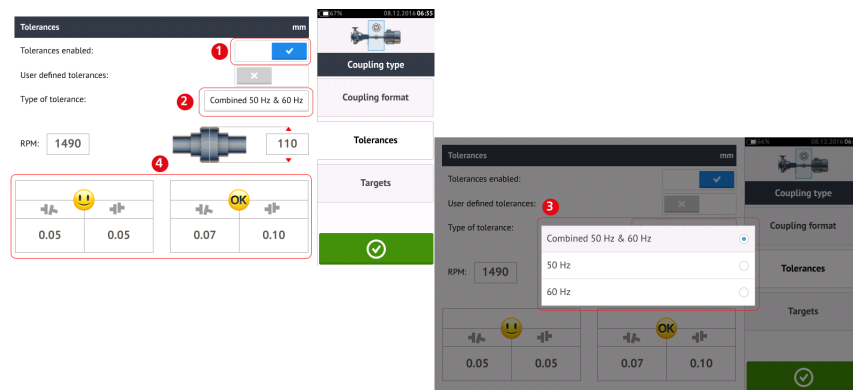 67% 08.12.2016 06:35
Tolerances mm
Tolerances enabled:
1
User defined tolerances:
Type of tolerance:
2
Combined 50 Hz & 60 Hz
RPM: 1490
110
4
OK
0.05 0.05 0.07 0.10
Coupling type
Coupling format
Tolerances
Targets
66% 08.12.2016 06:
Tolerances mm
Tolerances enabled:
User defined tolerances:
3
Type of tolerance:
Combined 50 Hz & 60 Hz
50 Hz
60 Hz
RPM: 1490
OK
0.05 0.05 0.07 0.10
Coupling type
Coupling format
Tolerances
Targets